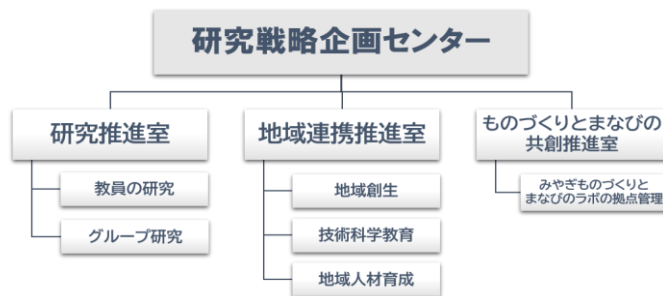 研究戦略企画センター
研究推進室
地域連携推進室
ものづくりとまなびの
共創推進室
教員の研究
グループ研究
地域創生
技術科学教育
地域人材育成
みやぎものづくりと
まなびのラボの拠点管理